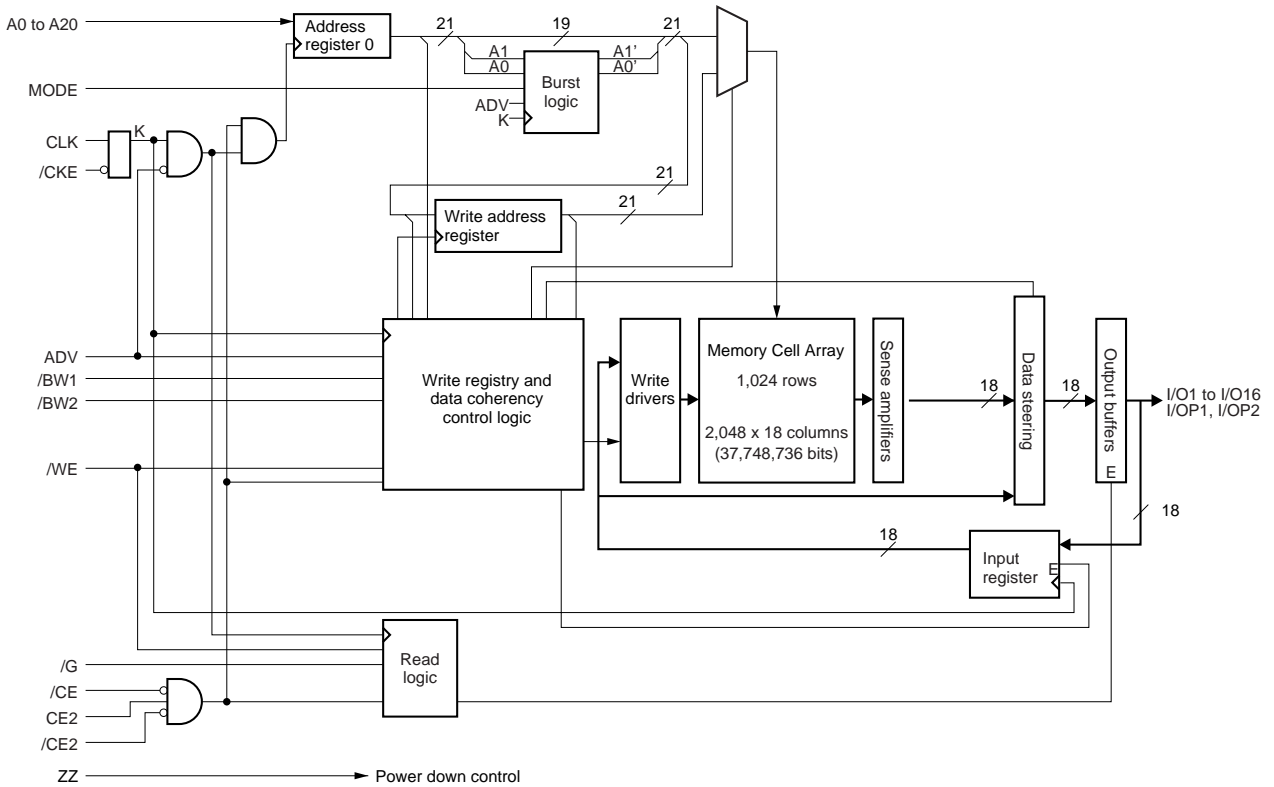 A0 to A20
Address
register 0
21
19
21
A1
A0
A1'
A0'
MODE
Burst
logic
ADV
K
CLK
K
/CKE
21
21
Write address
register
ADV
/BW1
/BW2
/WE
Write registry and
data coherency
control logic
Write
drivers
Memory Cell Array
1,024 rows
2,048 x 18 columns
(37,748,736 bits)
Sense amplifiers
18
Data steering
18
Output buffers
E
I/O1 to I/O16
I/OP1, I/OP2
18
18
Input
register
E
Read
logic
/G
/CE
CE2
/CE2
ZZ
Power down control